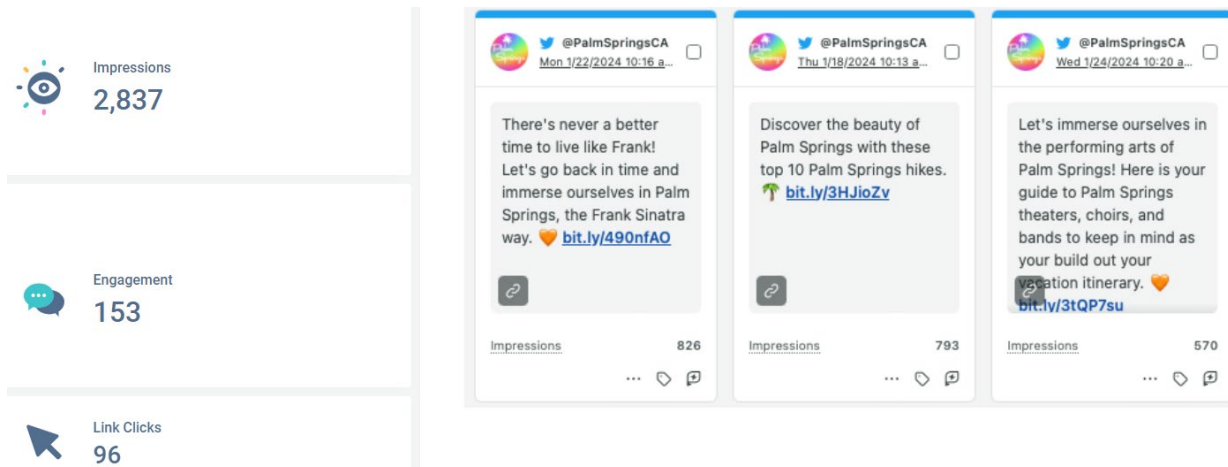 Impressions
2,837
Engagement
153
Link Clicks
96
@PalmSpringsCA
Mon 1/22/2024 10:16 a...
There's never a better
time to live like Frank!
Let's go back in time and
immerse ourselves in Palm
Springs, the Frank Sinatra
way. 🧡 bit.ly/490nfAO
Impressions 826
@PalmSpringsCA
Thu 1/18/2024 10:13 a...
Discover the beauty of
Palm Springs with these
top 10 Palm Springs hikes.
🌴 bit.ly/3HJioZv
Impressions 793
@PalmSpringsCA
Wed 1/24/2024 10:20 a...
Let's immerse ourselves in
the performing arts of
Palm Springs! Here is your
guide to Palm Springs
theaters, choirs, and
bands to keep in mind as
your build out your
vacation itinerary. 🧡
bit.ly/3tQP7su
Impressions 570